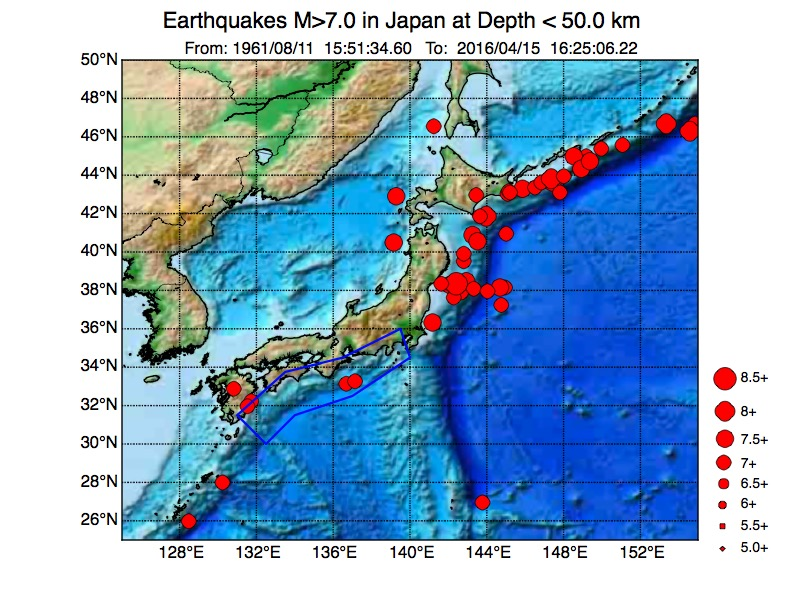 Earthquakes M>7.0 in Japan at Depth < 50.0 km
From: 1961/08/11 15:51:34.60 To: 2016/04/15 16:25:06.22
50°N
48°N
46°N
44°N
42°N
40°N
38°N
36°N
34°N
32°N
30°N
28°N
26°N
128°E 132°E 136°E 140°E 144°E 148°E 152°E
8.5+
8+
7.5+
7+
6.5+
6+
5.5+
5.0+